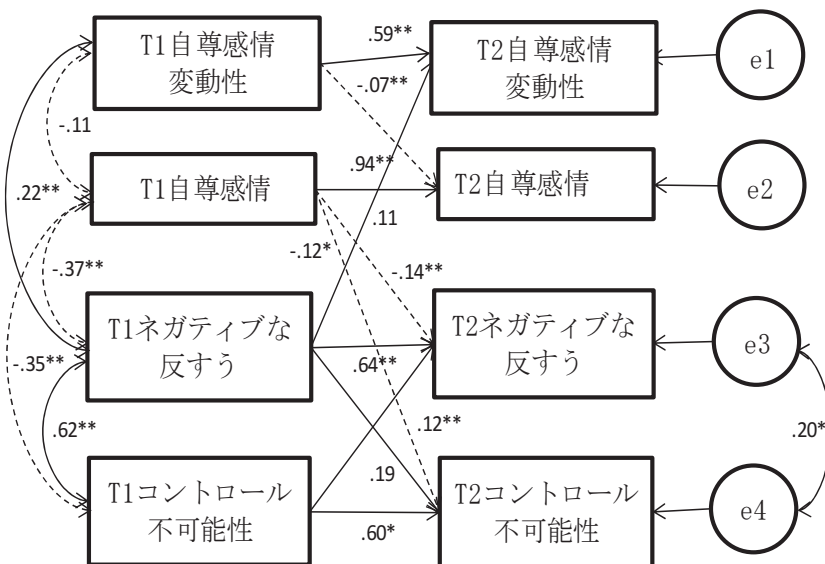 T1自尊感情
変動性
.59**
T2自尊感情
変動性
e1
-.07**
-.11
T1自尊感情
.94**
T2自尊感情
e2
.22**
.11
-.12*
-.37**
-.14**
T1ネガティブな
反すう
T2ネガティブな
反すう
e3
-.35**
.64**
.62**
.12**
.20*
.19
T1コントロール
不可能性
T2コントロール
不可能性
e4
.60*